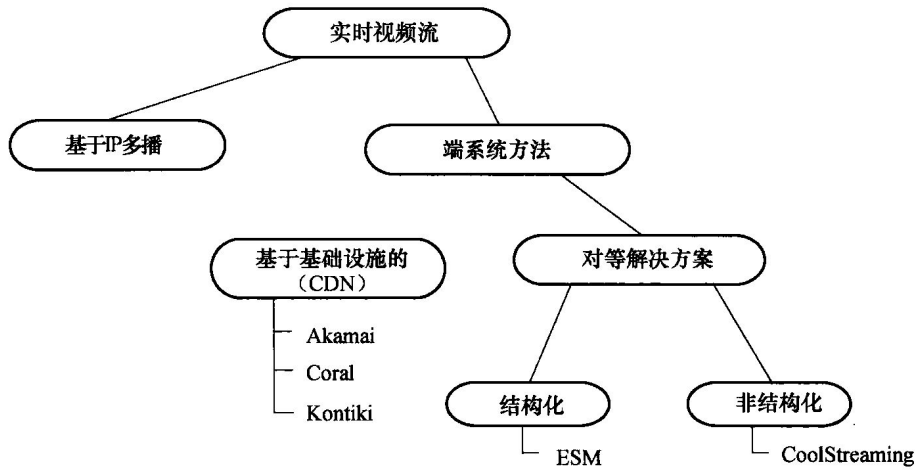 实时视频流
基于IP多播
端系统方法
基于基础设施的
（CDN）
对等解决方案
Akamai
Coral
Kontiki
结构化
非结构化
ESM
CoolStreaming